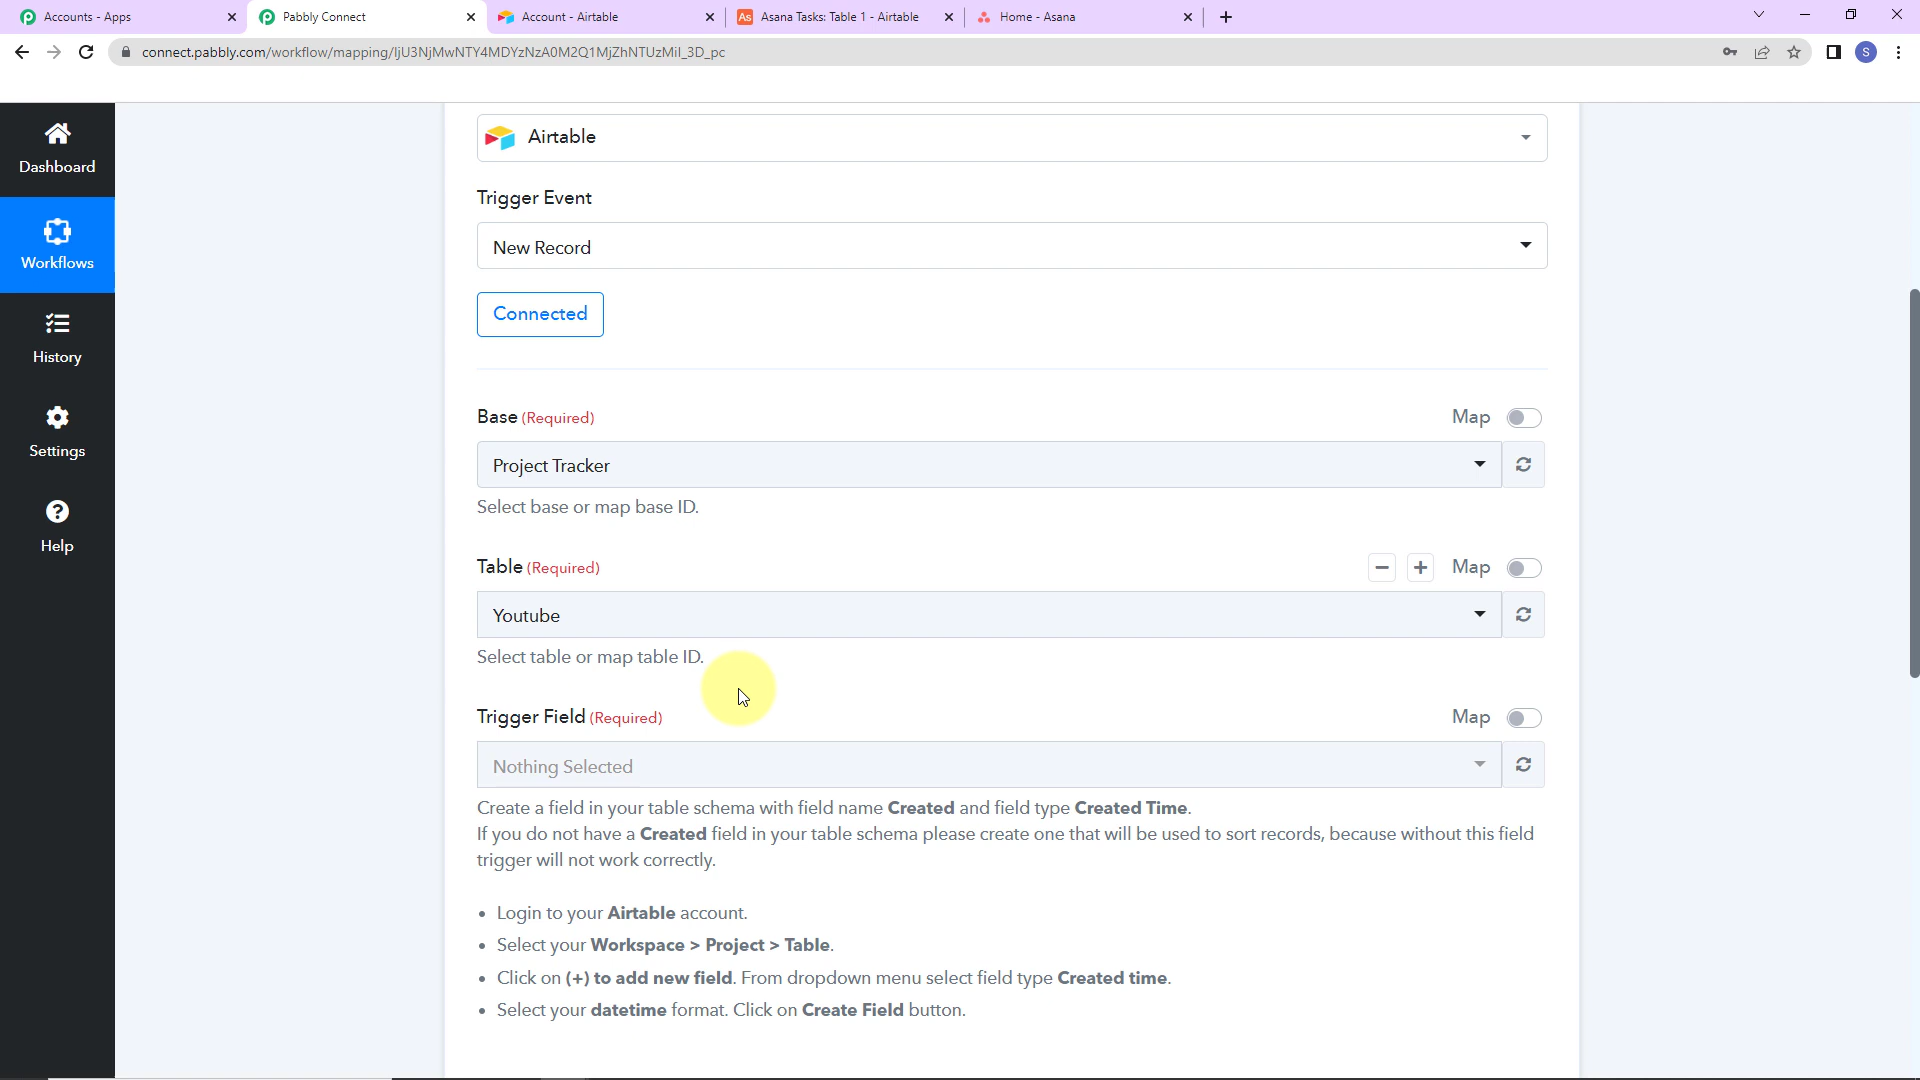 Accounts - Apps
Pabbly Connect
Account - Airtable
As
Asana Tasks: Table 1 - Airtable
Home - Asana
S
Dashboard
Workflows
History
Settings
Help
Airtable
Trigger Event
New Record
Connected
Base (Required)
Map
Project Tracker
Select base or map base ID.
Table (Required)
Map
Youtube
Select table or map table ID.
Trigger Field (Required)
Map
Nothing Selected
Create a field in your table schema with field name Created and field type Created Time.
If you do not have a Created field in your table schema please create one that will be used to sort records, because without this field
trigger will not work correctly.
• Login to your Airtable account.
• Select your Workspace > Project > Table.
• Click on (+) to add new field. From dropdown menu select field type Created time.
• Select your datetime format. Click on Create Field button.